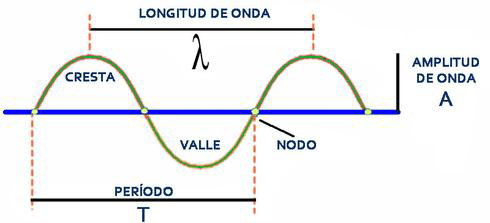 LONGITUD DE ONDA
λ
CRESTA
AMPLITUD
DE ONDA
A
VALLE
NODO
PERÍODO
T